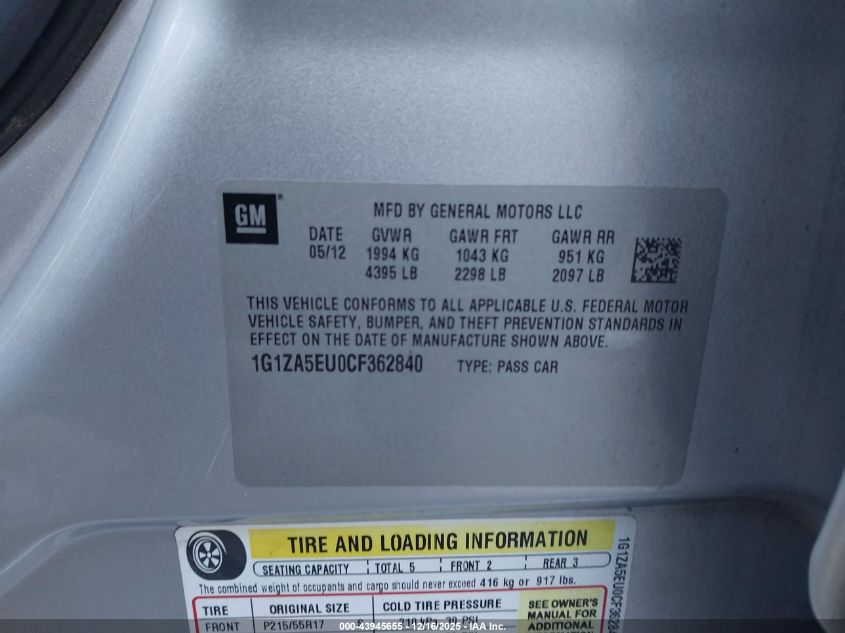 GM
MFD BY GENERAL MOTORS LLC
DATE GVWR GAWR FRT GAWR RR
05/12 1994 KG 1043 KG 951 KG
4395 LB 2298 LB 2097 LB
THIS VEHICLE CONFORMS TO ALL APPLICABLE U.S. FEDERAL MOTOR
VEHICLE SAFETY, BUMPER, AND THEFT PREVENTION STANDARDS IN
EFFECT ON THE DATE OF MANUFACTURE SHOWN ABOVE.
1G1ZA5EU0CF362840 TYPE: PASS CAR
TIRE AND LOADING INFORMATION
SEATING CAPACITY TOTAL 5 FRONT 2 REAR 3
The combined weight of occupants and cargo should never exceed 416 kg or 917 lbs.
TIRE ORIGINAL SIZE COLD TIRE PRESSURE
FRONT P215/55R17
SEE OWNER'S
MANUAL FOR
ADDITIONAL
1G1ZA5EU0CF36284
000-43945655 - 12/16/2025 - IAA Inc.